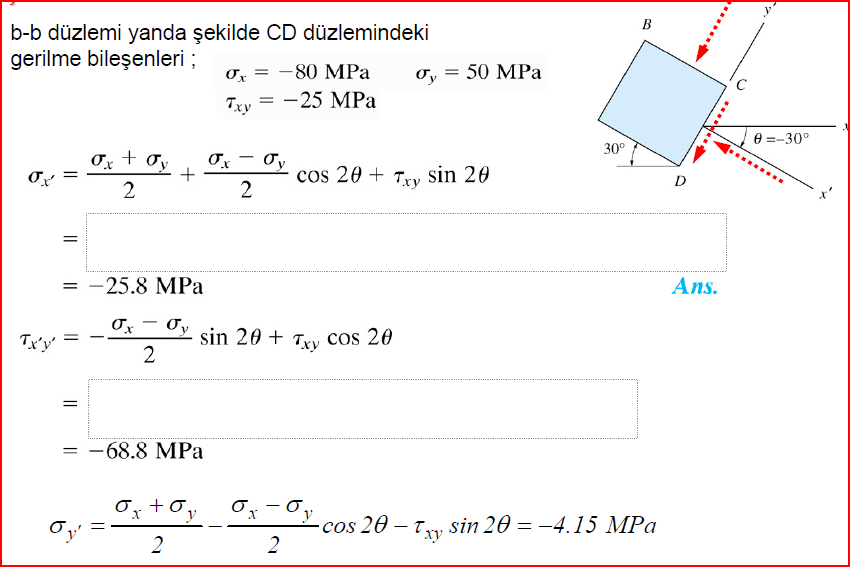 b-b düzlemi yanda şekilde CD düzlemindeki
gerilme bileşenleri ;
σx = −80 MPa σy = 50 MPa
τxy = −25 MPa
B
y′
C
x
θ =–30°
30°
D
x′
σx′ = (σx + σy)/2 + (σx − σy)/2 cos 2θ + τxy sin 2θ
=
= −25.8 MPa Ans.
τx′y′ = −(σx − σy)/2 sin 2θ + τxy cos 2θ
=
= −68.8 MPa
σy′ = (σx + σy)/2 − (σx − σy)/2 cos 2θ − τxy sin 2θ = −4.15 MPa